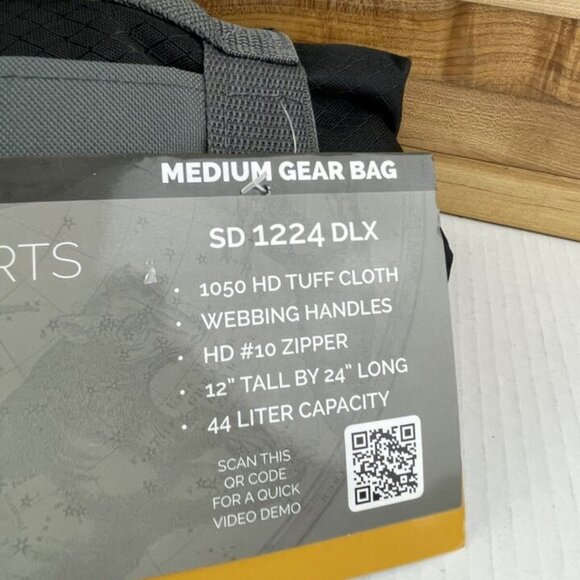 MEDIUM GEAR BAG
SD 1224 DLX
RTS
• 1050 HD TUFF CLOTH
• WEBBING HANDLES
• HD #10 ZIPPER
• 12” TALL BY 24” LONG
• 44 LITER CAPACITY
SCAN THIS
QR CODE
FOR A QUICK
VIDEO DEMO